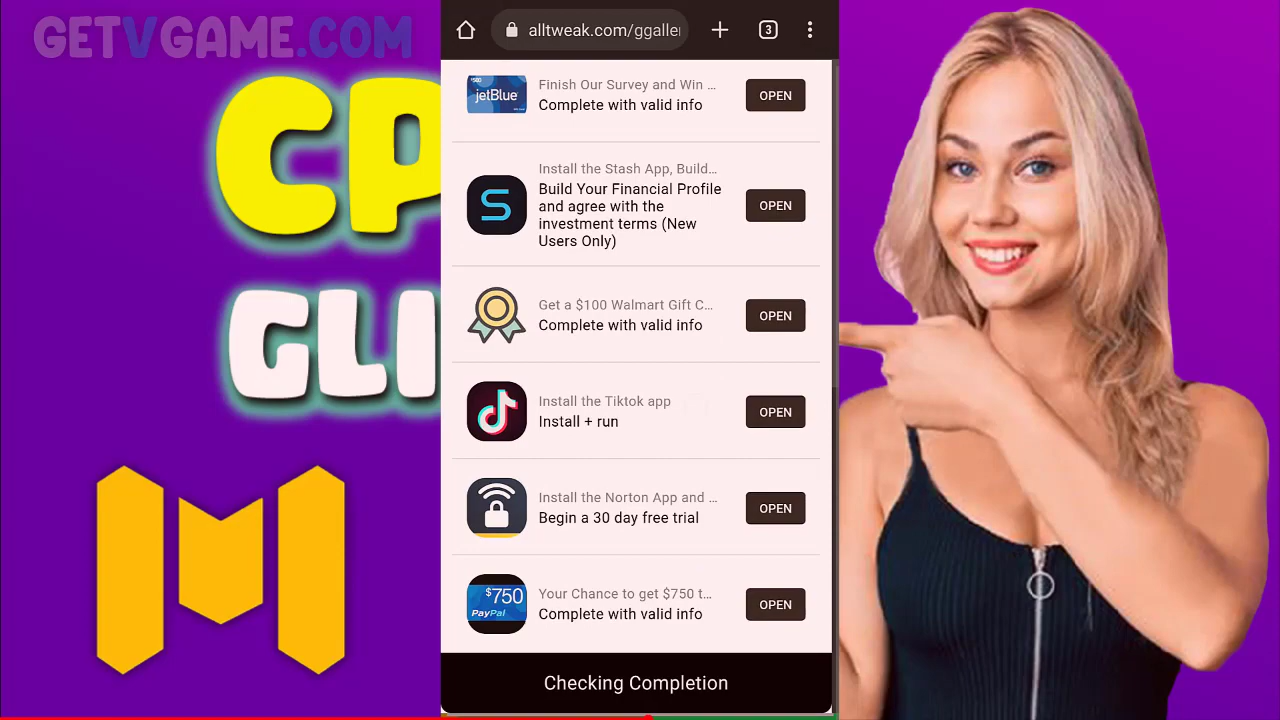 GETVGAME.COM
CP
GLI
alltweak.com/ggalle
3
$500
jetBlue
Finish Our Survey and Win ...
Complete with valid info
OPEN
Install the Stash App, Build...
Build Your Financial Profile
and agree with the
investment terms (New
Users Only)
OPEN
Get a $100 Walmart Gift C...
Complete with valid info
OPEN
Install the Tiktok app
Install + run
OPEN
Install the Norton App and ...
Begin a 30 day free trial
OPEN
$750
PayPal
Your Chance to get $750 t...
Complete with valid info
OPEN
Checking Completion